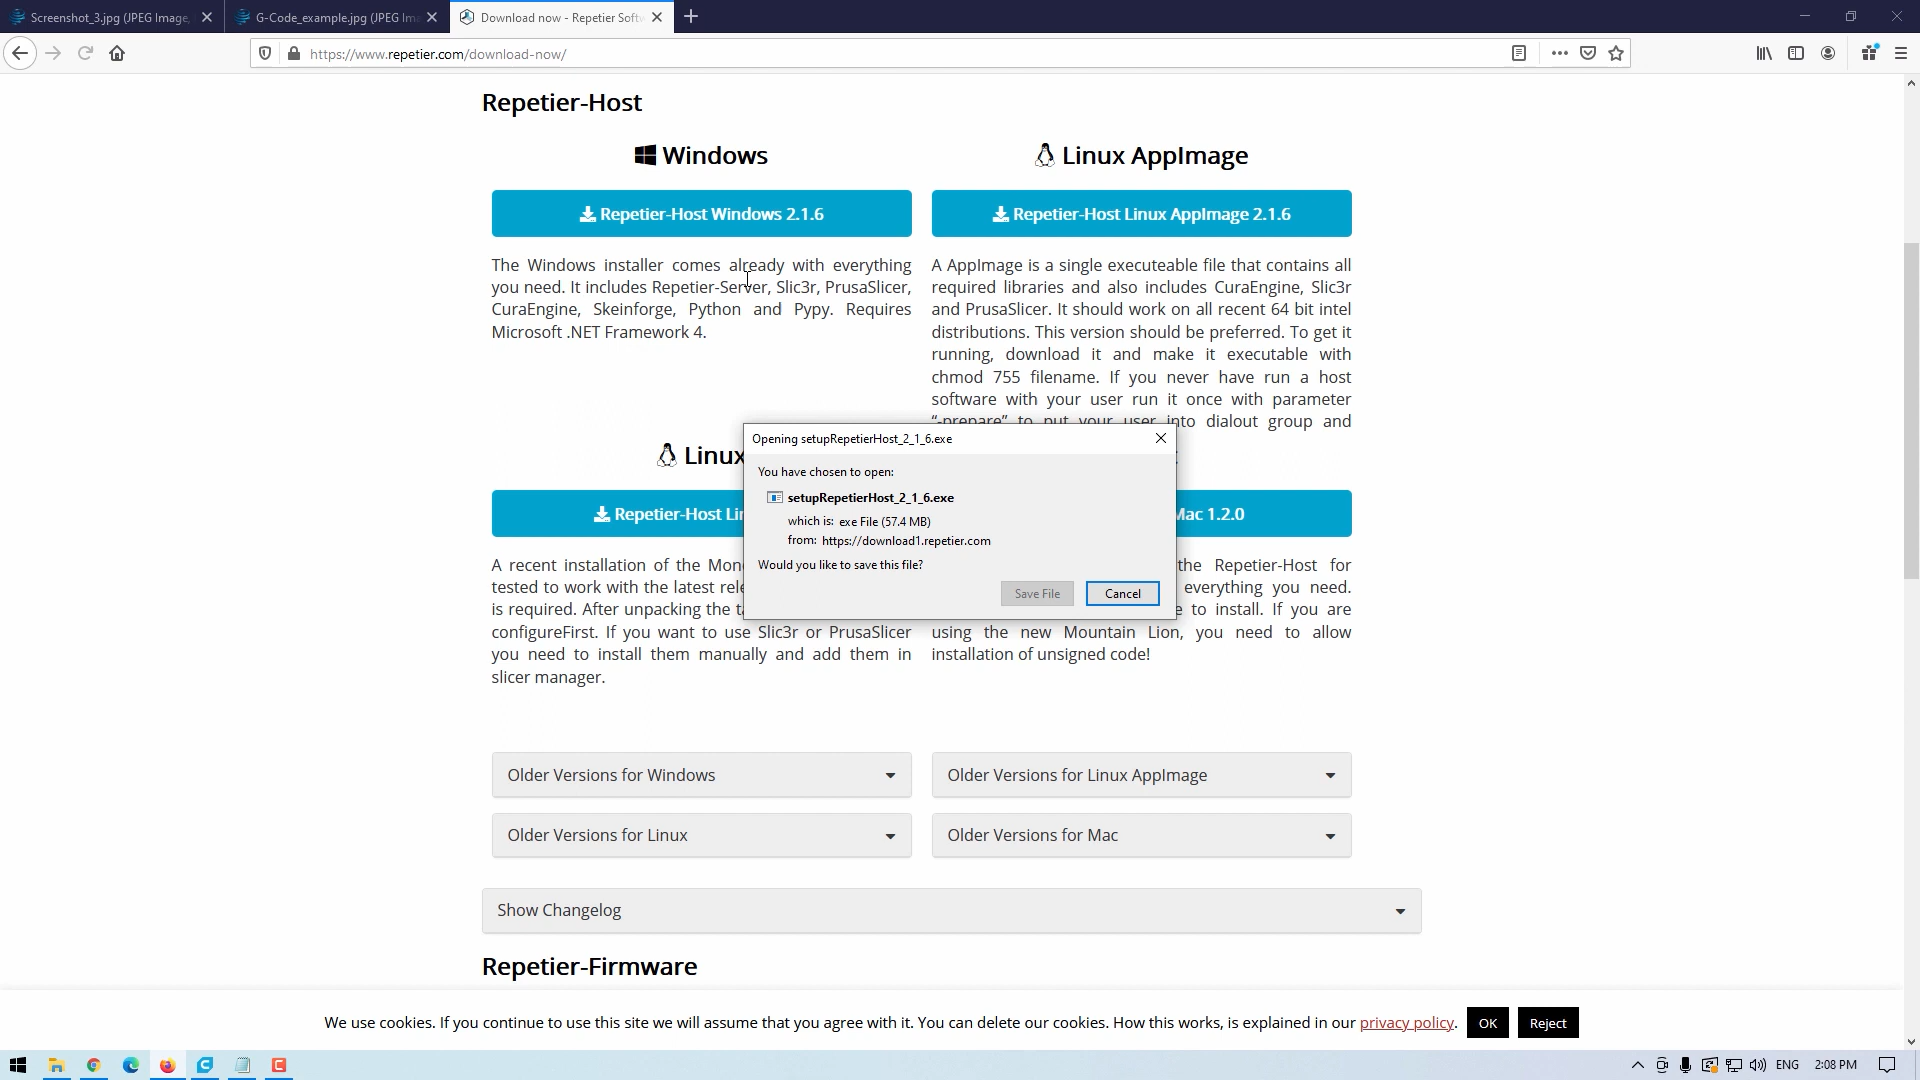 Screenshot_3.jpg (JPEG Image,
G-Code_example.jpg (JPEG Im
Download now - Repetier Softw
https://www.repetier.com/download-now/
Repetier-Host
Windows
Linux AppImage
Repetier-Host Windows 2.1.6
Repetier-Host Linux AppImage 2.1.6
The Windows installer comes already with everything
you need. It includes Repetier-Server, Slic3r, PrusaSlicer,
CuraEngine, Skeinforge, Python and Pypy. Requires
Microsoft .NET Framework 4.
A AppImage is a single executeable file that contains all
required libraries and also includes CuraEngine, Slic3r
and PrusaSlicer. It should work on all recent 64 bit intel
distributions. This version should be preferred. To get it
running, download it and make it executable with
chmod 755 filename. If you never have run a host
software with your user run it once with parameter
“-prepare” to put your user into dialout group and
Linux
Repetier-Host Lin
Mac 1.2.0
A recent installation of the Mon
tested to work with the latest rele
is required. After unpacking the ta
configureFirst. If you want to use Slic3r or PrusaSlicer
you need to install them manually and add them in
slicer manager.
the Repetier-Host for
everything you need.
e to install. If you are
using the new Mountain Lion, you need to allow
installation of unsigned code!
Opening setupRepetierHost_2_1_6.exe
You have chosen to open:
setupRepetierHost_2_1_6.exe
which is: exe File (57.4 MB)
from: https://download1.repetier.com
Would you like to save this file?
Save File
Cancel
Older Versions for Windows
Older Versions for Linux AppImage
Older Versions for Linux
Older Versions for Mac
Show Changelog
Repetier-Firmware
We use cookies. If you continue to use this site we will assume that you agree with it. You can delete our cookies. How this works, is explained in our privacy policy.
OK
Reject
ENG
2:08 PM